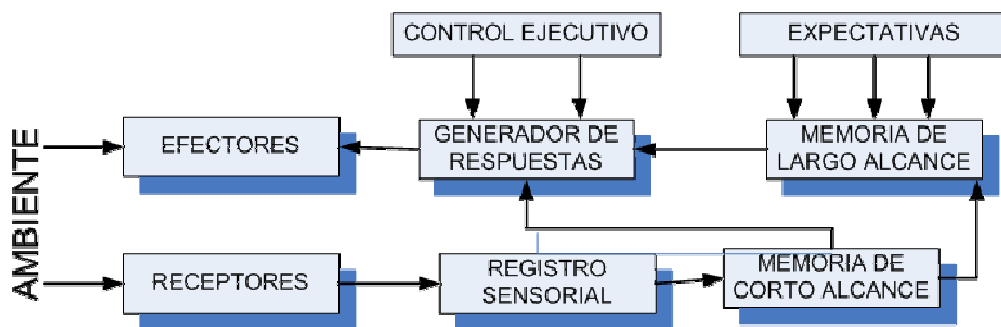 CONTROL EJECUTIVO
EXPECTATIVAS
AMBIENTE
EFECTORES
GENERADOR DE
RESPUESTAS
MEMORIA DE
LARGO ALCANCE
RECEPTORES
REGISTRO
SENSORIAL
MEMORIA DE
CORTO ALCANCE